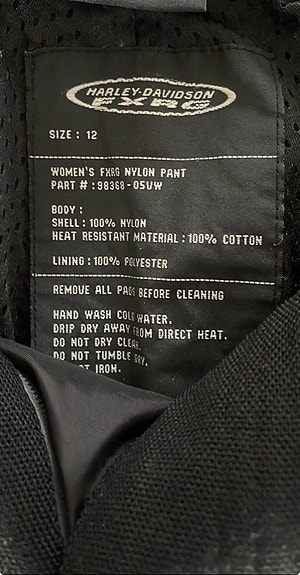 HARLEY-DAVIDSON
FXRG
SIZE : 12
WOMEN'S FXRG NYLON PANT
PART # : 98368-05VW
BODY :
SHELL : 100% NYLON
HEAT RESISTANT MATERIAL : 100% COTTON
LINING : 100% POLYESTER
REMOVE ALL PADS BEFORE CLEANING
HAND WASH COLD WATER.
DRIP DRY AWAY FROM DIRECT HEAT.
DO NOT DRY CLEAN.
DO NOT TUMBLE DRY.
IRON.